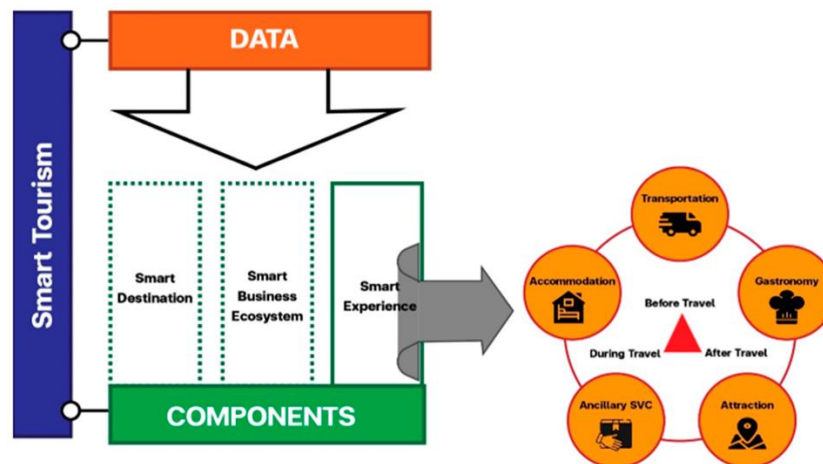 Smart Tourism
DATA
Smart
Destination
Smart
Business
Ecosystem
Smart
Experience
COMPONENTS
Transportation
Accommodation
Gastronomy
Before Travel
During Travel
After Travel
Ancillary SVC
Attraction